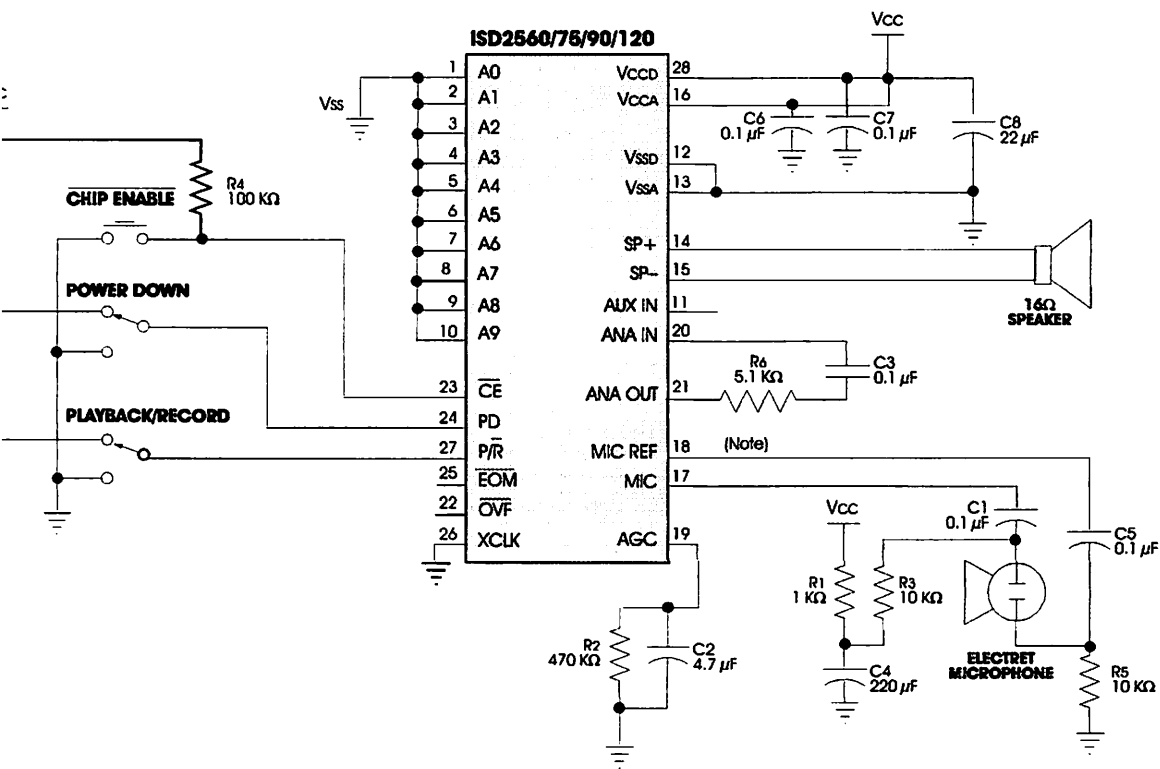 ISD2560/75/90/120
VCC
1 A0
2 A1
3 A2
4 A3
5 A4
6 A5
7 A6
8 A7
9 A8
10 A9
23 CE
24 PD
27 P/R
25 EOM
22 OVF
26 XCLK
VCCD 28
VCCA 16
VSSD 12
VSSA 13
SP+ 14
SP– 15
AUX IN 11
ANA IN 20
ANA OUT 21
MIC REF 18
MIC 17
AGC 19
VSS
R4
100 KΩ
CHIP ENABLE
POWER DOWN
PLAYBACK/RECORD
C6
0.1 µF
C7
0.1 µF
C8
22 µF
16Ω
SPEAKER
R6
5.1 KΩ
C3
0.1 µF
(Note)
VCC
C1
0.1 µF
C5
0.1 µF
R1
1 KΩ
R3
10 KΩ
R2
470 KΩ
C2
4.7 µF
C4
220 µF
ELECTRET
MICROPHONE
R5
10 KΩ